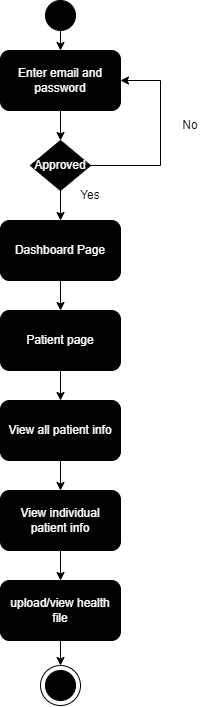 Enter email and
password
No
Approved
Yes
Dashboard Page
Patient page
View all patient info
View individual
patient info
upload/view health
file